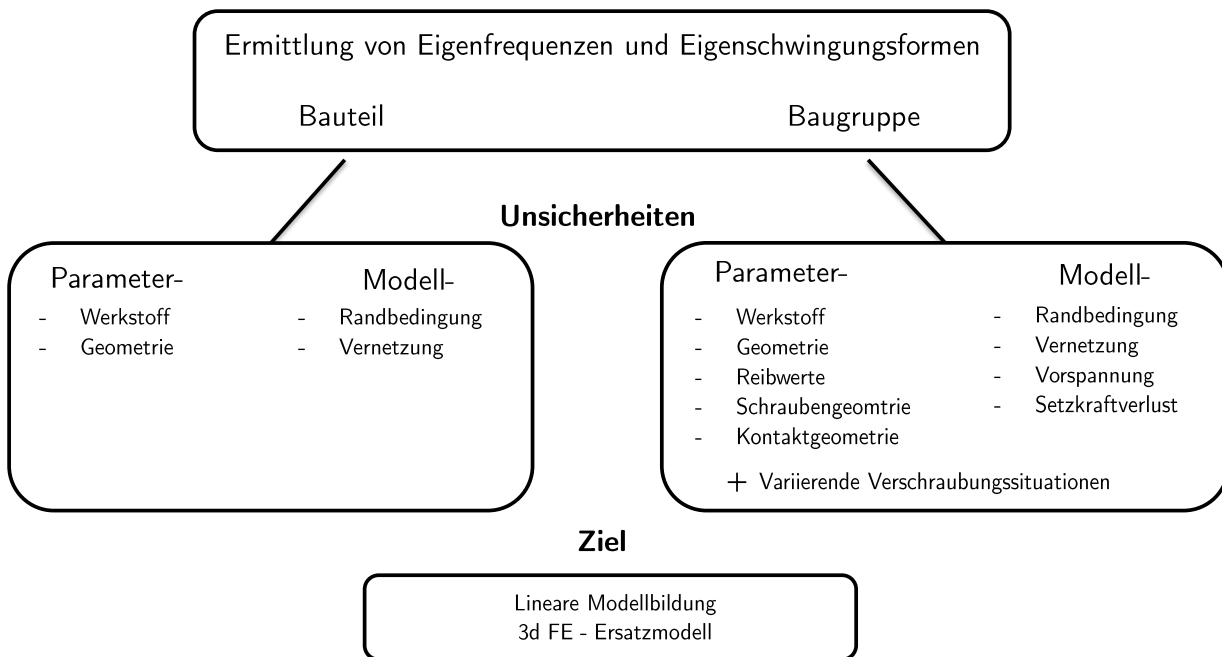 Ermittlung von Eigenfrequenzen und Eigenschwingungsformen
Bauteil
Baugruppe
Unsicherheiten
Parameter-
- Werkstoff
- Geometrie
Modell-
- Randbedingung
- Vernetzung
Parameter-
- Werkstoff
- Geometrie
- Reibwerte
- Schraubengeomtrie
- Kontaktgeometrie
Modell-
- Randbedingung
- Vernetzung
- Vorspannung
- Setzkraftverlust
+ Variierende Verschraubungssituationen
Ziel
Lineare Modellbildung
3d FE - Ersatzmodell